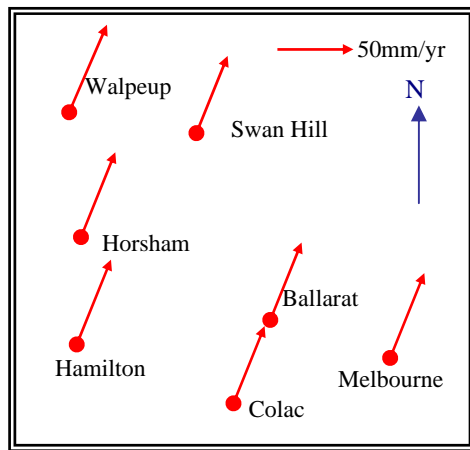 50mm/yr
Walpeup
N
Swan Hill
Horsham
Ballarat
Hamilton
Melbourne
Colac